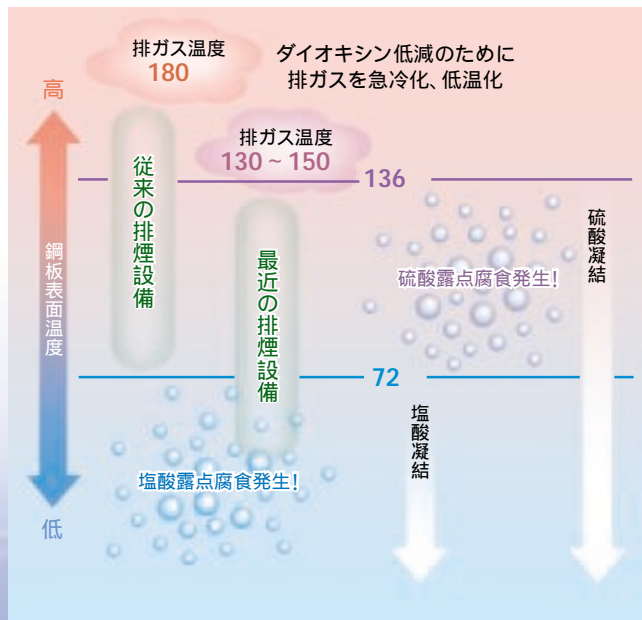 排ガス温度
180
ダイオキシン低減のために
排ガスを急冷化、低温化
高
排ガス温度
130～150
136
従来の排煙設備
鋼板表面温度
最近の排煙設備
硫酸露点腐食発生!
硫酸凝結
72
塩酸凝結
塩酸露点腐食発生!
低